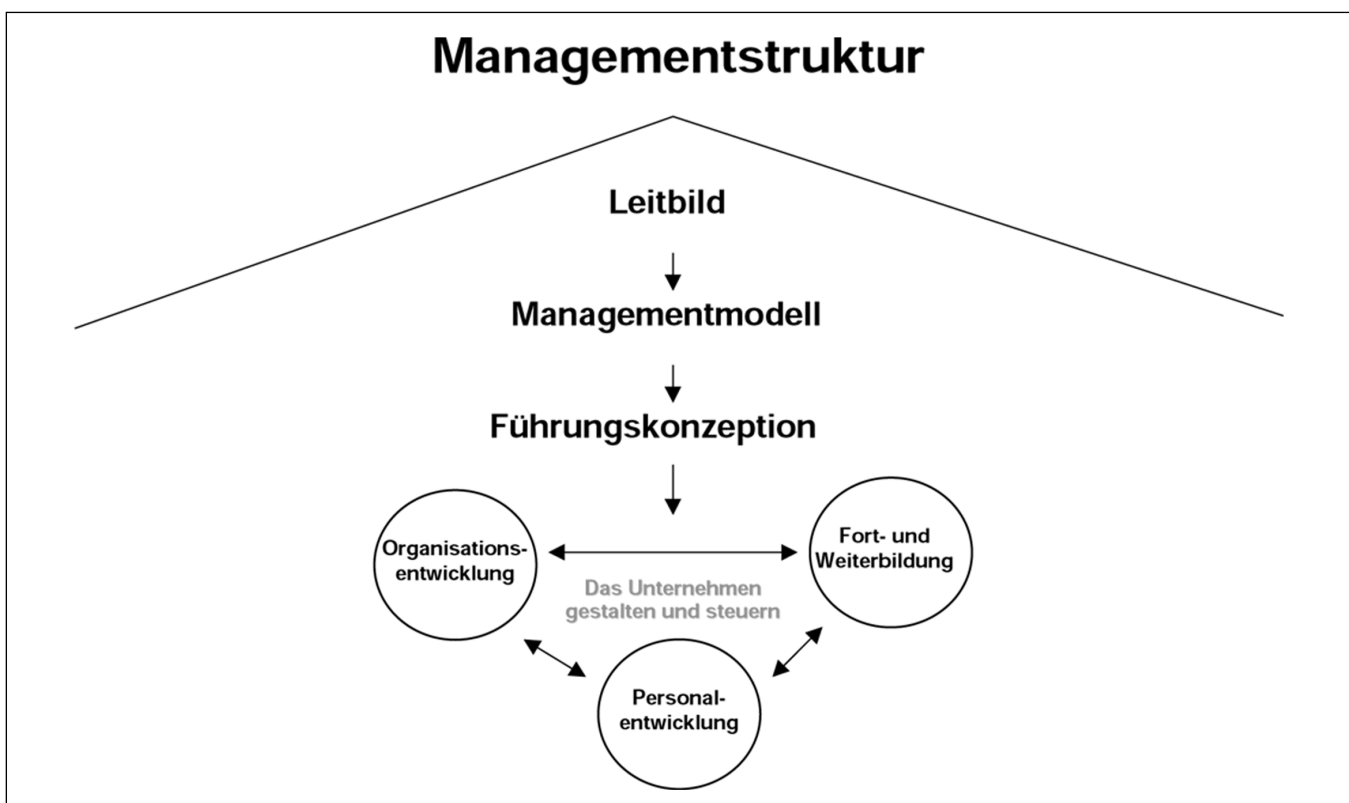 Managementstruktur
Leitbild
Managementmodell
Führungskonzeption
Organisations-
entwicklung
Fort- und
Weiterbildung
Das Unternehmen
gestalten und steuern
Personal-
entwicklung